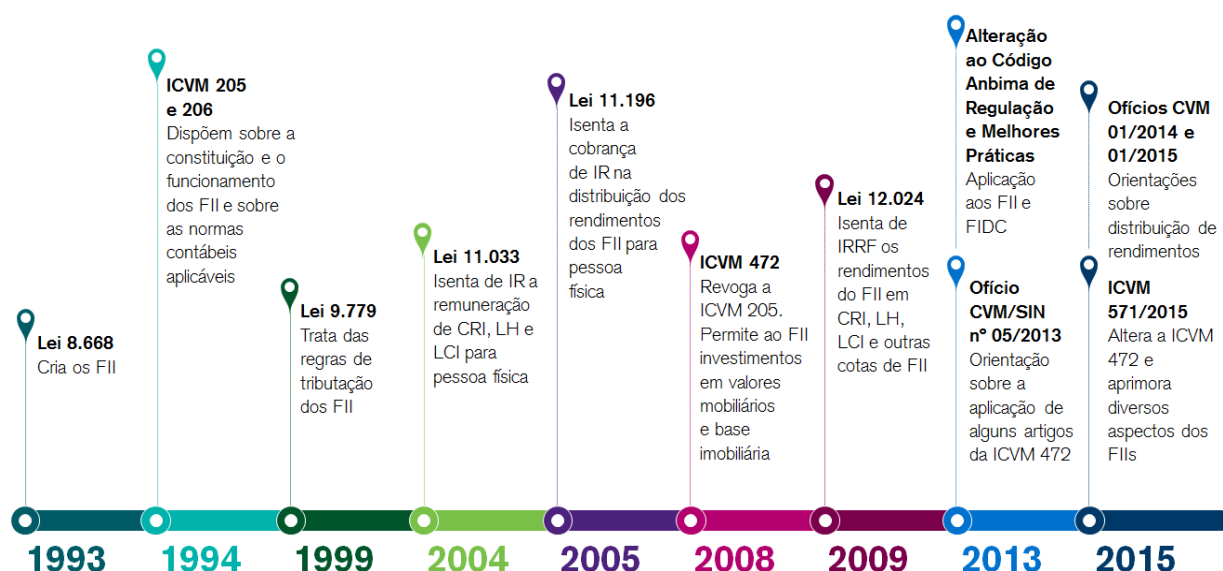 Lei 8.668
Cria os FII
ICVM 205
e 206
Dispõem sobre a
constituição e o
funcionamento
dos FII e sobre
as normas
contábeis
aplicáveis
Lei 9.779
Trata das
regras de
tributação
dos FII
Lei 11.033
Isenta de IR a
remuneração
de CRI, LH e
LCI para
pessoa física
Lei 11.196
Isenta a
cobrança
de IR na
distribuição dos
rendimentos
dos FII para
pessoa
física
ICVM 472
Revoga a
ICVM 205.
Permite ao FII
investimentos
em valores
mobiliários
e base
imobiliária
Lei 12.024
Isenta de
IRRF os
rendimentos
do FII em
CRI, LH,
LCI e outras
cotas de FII
Alteração
ao Código
Anbima de
Regulação
e Melhores
Práticas
Aplicação
aos FII e
FIDC
Ofício
CVM/SIN
nº 05/2013
Orientação
sobre a
aplicação de
alguns artigos
da ICVM 472
Ofícios CVM
01/2014 e
01/2015
Orientações
sobre
distribuição de
rendimentos
ICVM
571/2015
Altera a ICVM
472 e
aprimora
diversos
aspectos dos
FIIs
1993
1994
1999
2004
2005
2008
2009
2013
2015